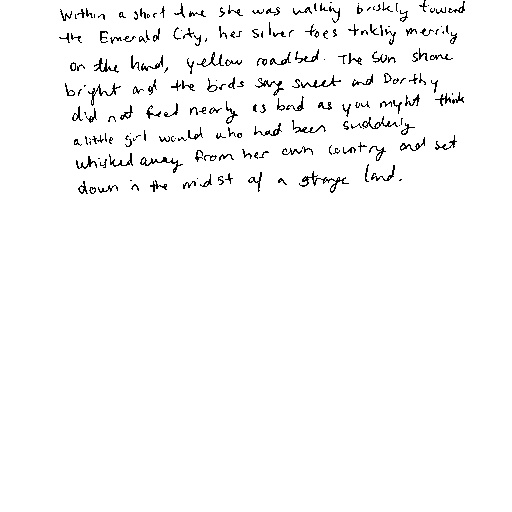 Within a short time she was walking briskly toward
the Emerald City, her silver toes tinkling merrily
on the hard, yellow roadbed. The sun shone
bright and the birds sang sweet and Dorothy
did not feel nearly as bad as you might think
a little girl would who had been suddenly
whisked away from her own country and set
down in the midst of a strange land.